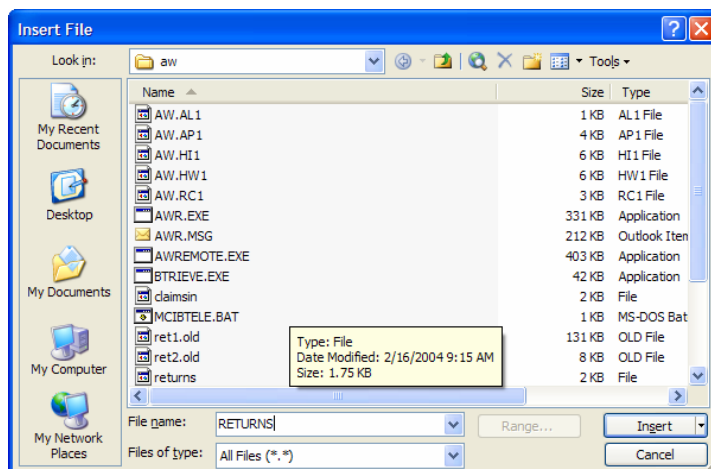 Insert File
Look in:
aw
Tools
Name Size Type
AW.AL1 1 KB AL1 File
AW.AP1 4 KB AP1 File
AW.HI1 6 KB HI1 File
AW.HW1 6 KB HW1 File
AW.RC1 3 KB RC1 File
AWR.EXE 331 KB Application
AWR.MSG 212 KB Outlook Item
AWREMOTE.EXE 403 KB Application
BTRIEVE.EXE 42 KB Application
claimsin 2 KB File
MCIBTELE.BAT 1 KB MS-DOS Bat
ret1.old 131 KB OLD File
ret2.old 8 KB OLD File
returns 2 KB File
Type: File
Date Modified: 2/16/2004 9:15 AM
Size: 1.75 KB
My Recent
Documents
Desktop
My Documents
My Computer
My Network
Places
File name: RETURNS
Range...
Insert
Files of type: All Files (*.*)
Cancel